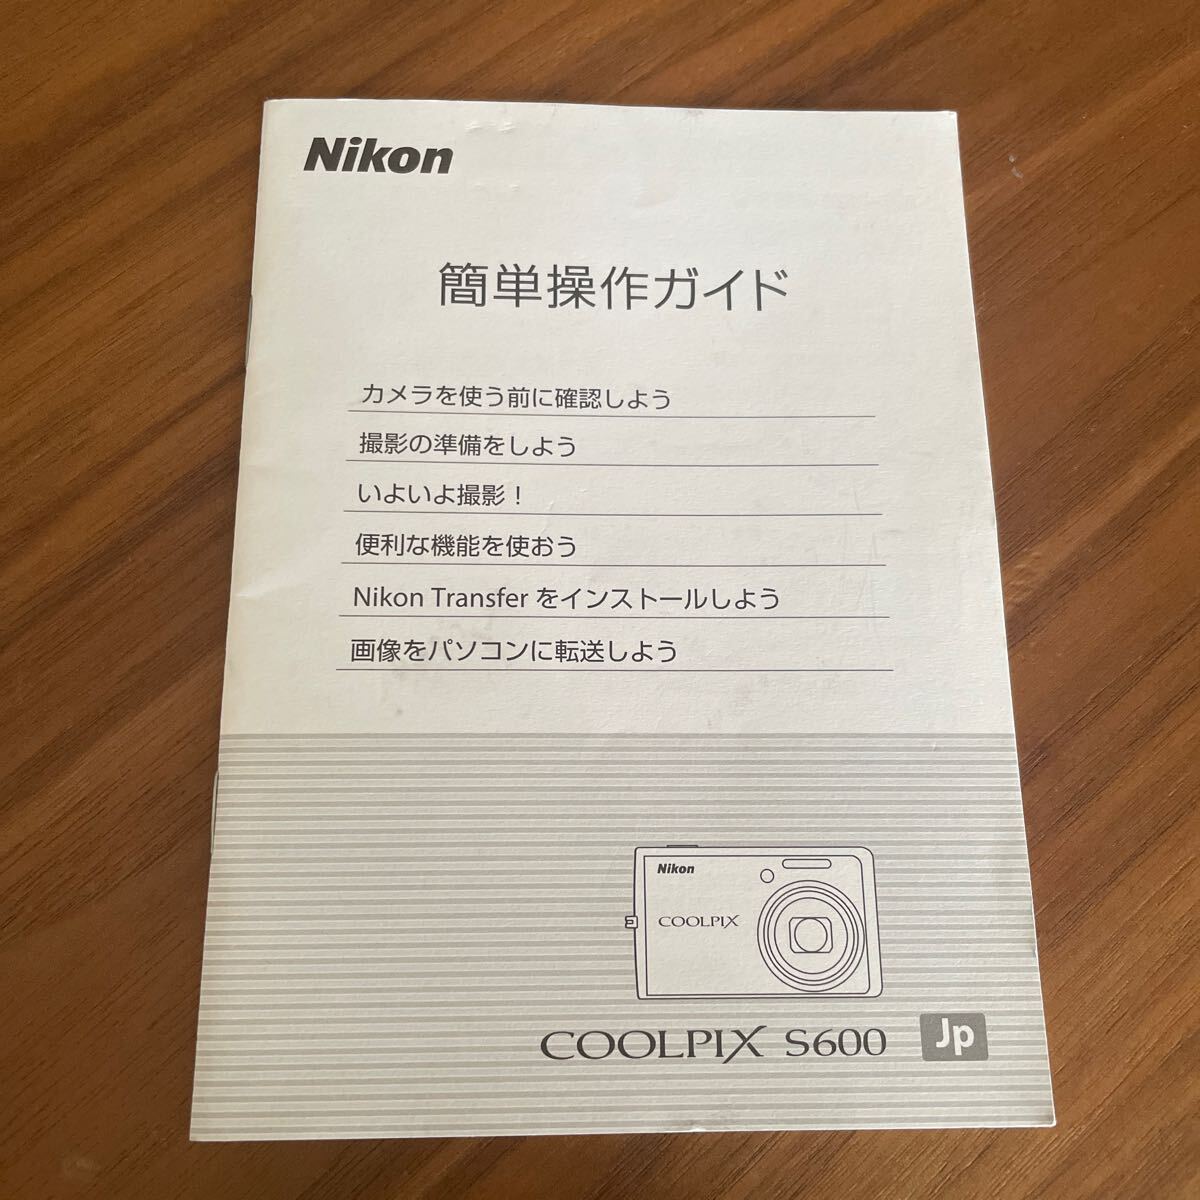 Nikon
簡単操作ガイド
カメラを使う前に確認しよう
撮影の準備をしよう
いよいよ撮影！
便利な機能を使おう
Nikon Transfer をインストールしよう
画像をパソコンに転送しよう
Nikon
COOLPIX
COOLPIX S600
Jp